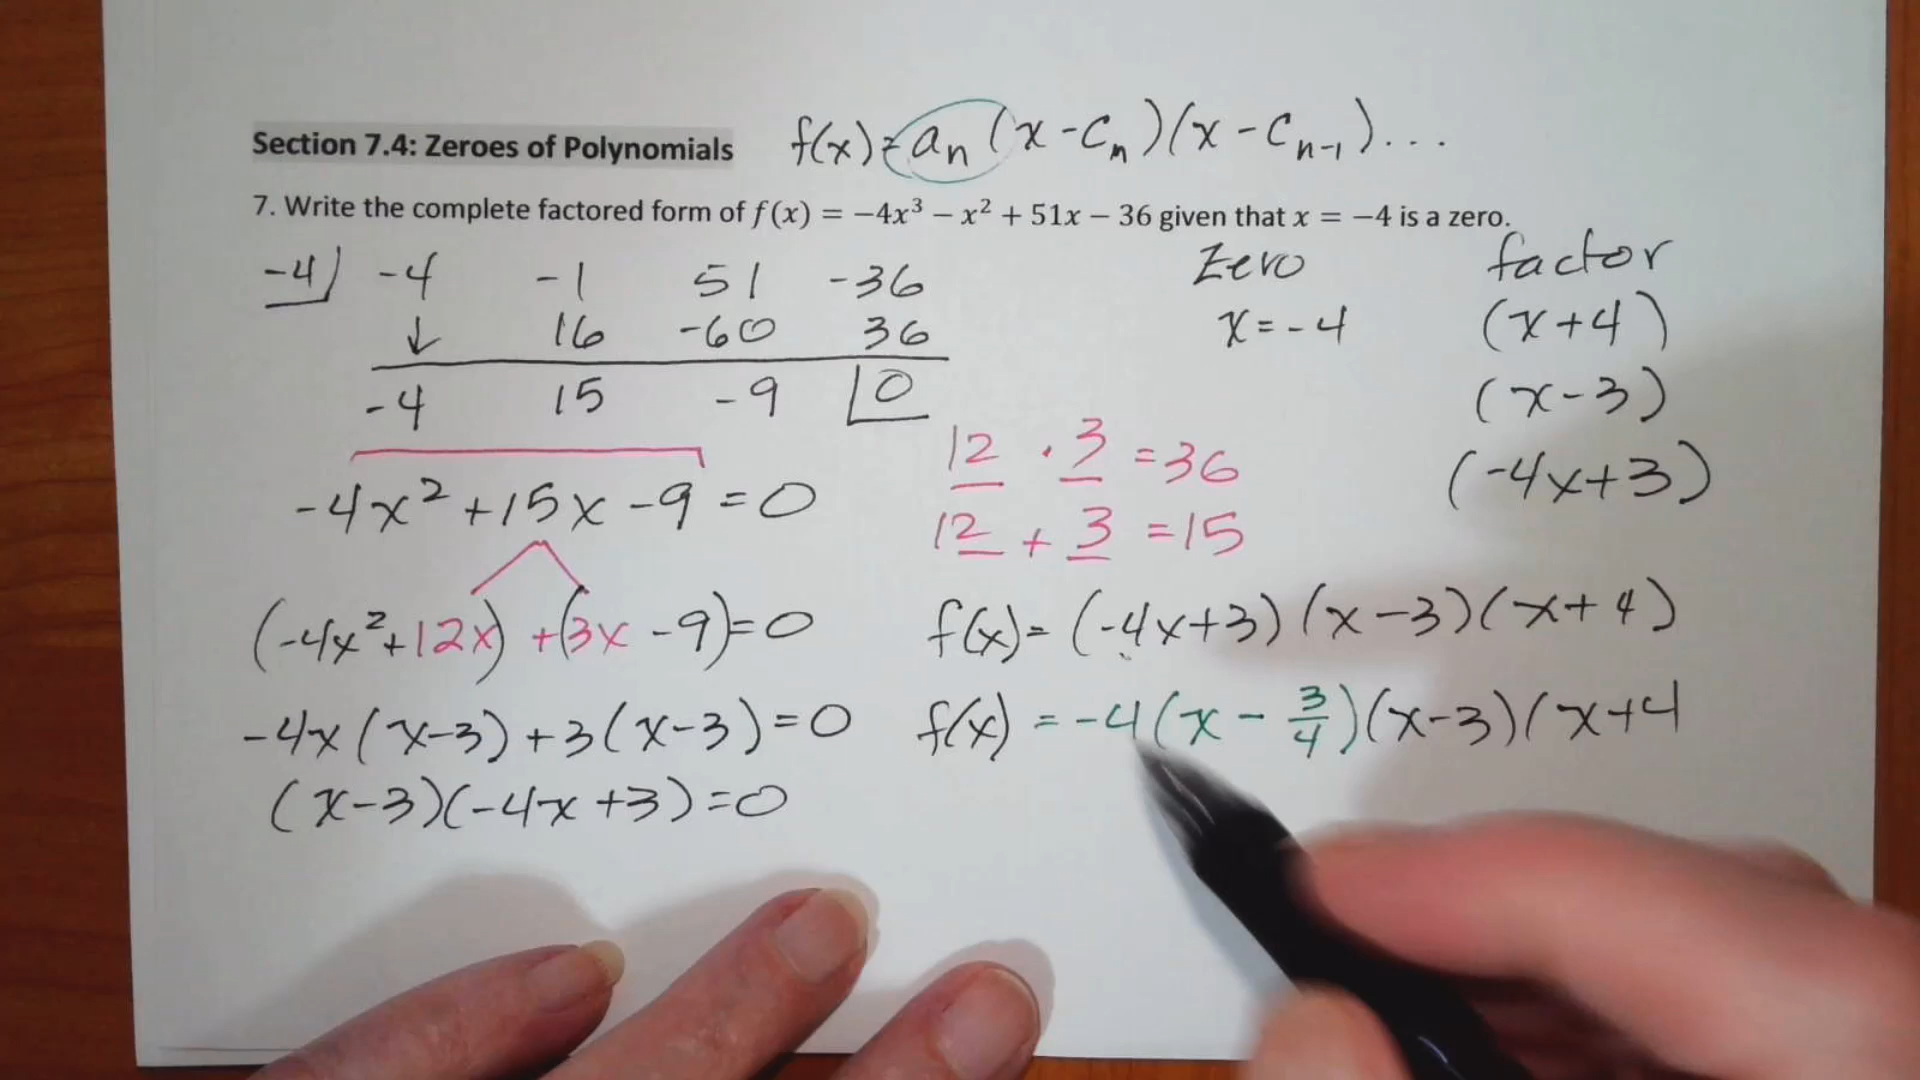 Section 7.4: Zeroes of Polynomials f(x) = aₙ (x - cₙ)(x - cₙ₋₁)...
7. Write the complete factored form of f(x) = −4x³ − x² + 51x − 36 given that x = −4 is a zero.
Zero factor
-4 -4 -1 51 -36
↓ 16 -60 36
x = -4 (x+4)
-4 15 -9 0
(x-3)
12 · 3 = 36
(-4x+3)
-4x² + 15x - 9 = 0
12 + 3 = 15
(-4x² + 12x) + (3x - 9) = 0
f(x) = (-4x+3)(x-3)(x+4)
-4x(x-3) + 3(x-3) = 0
f(x) = -4(x - 3/4)(x-3)(x+4
(x-3)(-4x+3) = 0